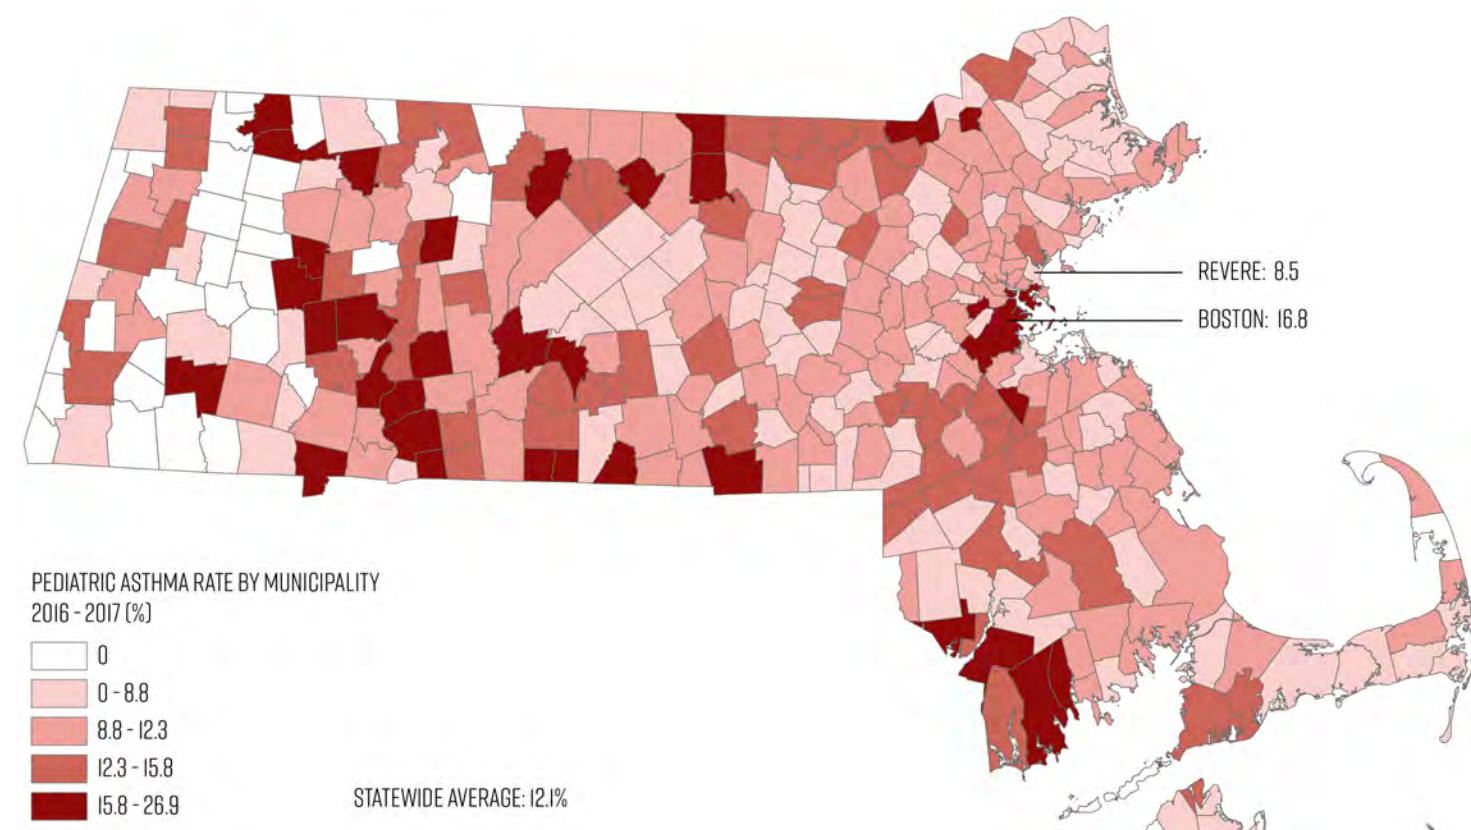 REVERE: 8.5
BOSTON: 16.8
PEDIATRIC ASTHMA RATE BY MUNICIPALITY
2016 - 2017 (%)
0
0 - 8.8
8.8 - 12.3
12.3 - 15.8
15.8 - 26.9
STATEWIDE AVERAGE: 12.1%